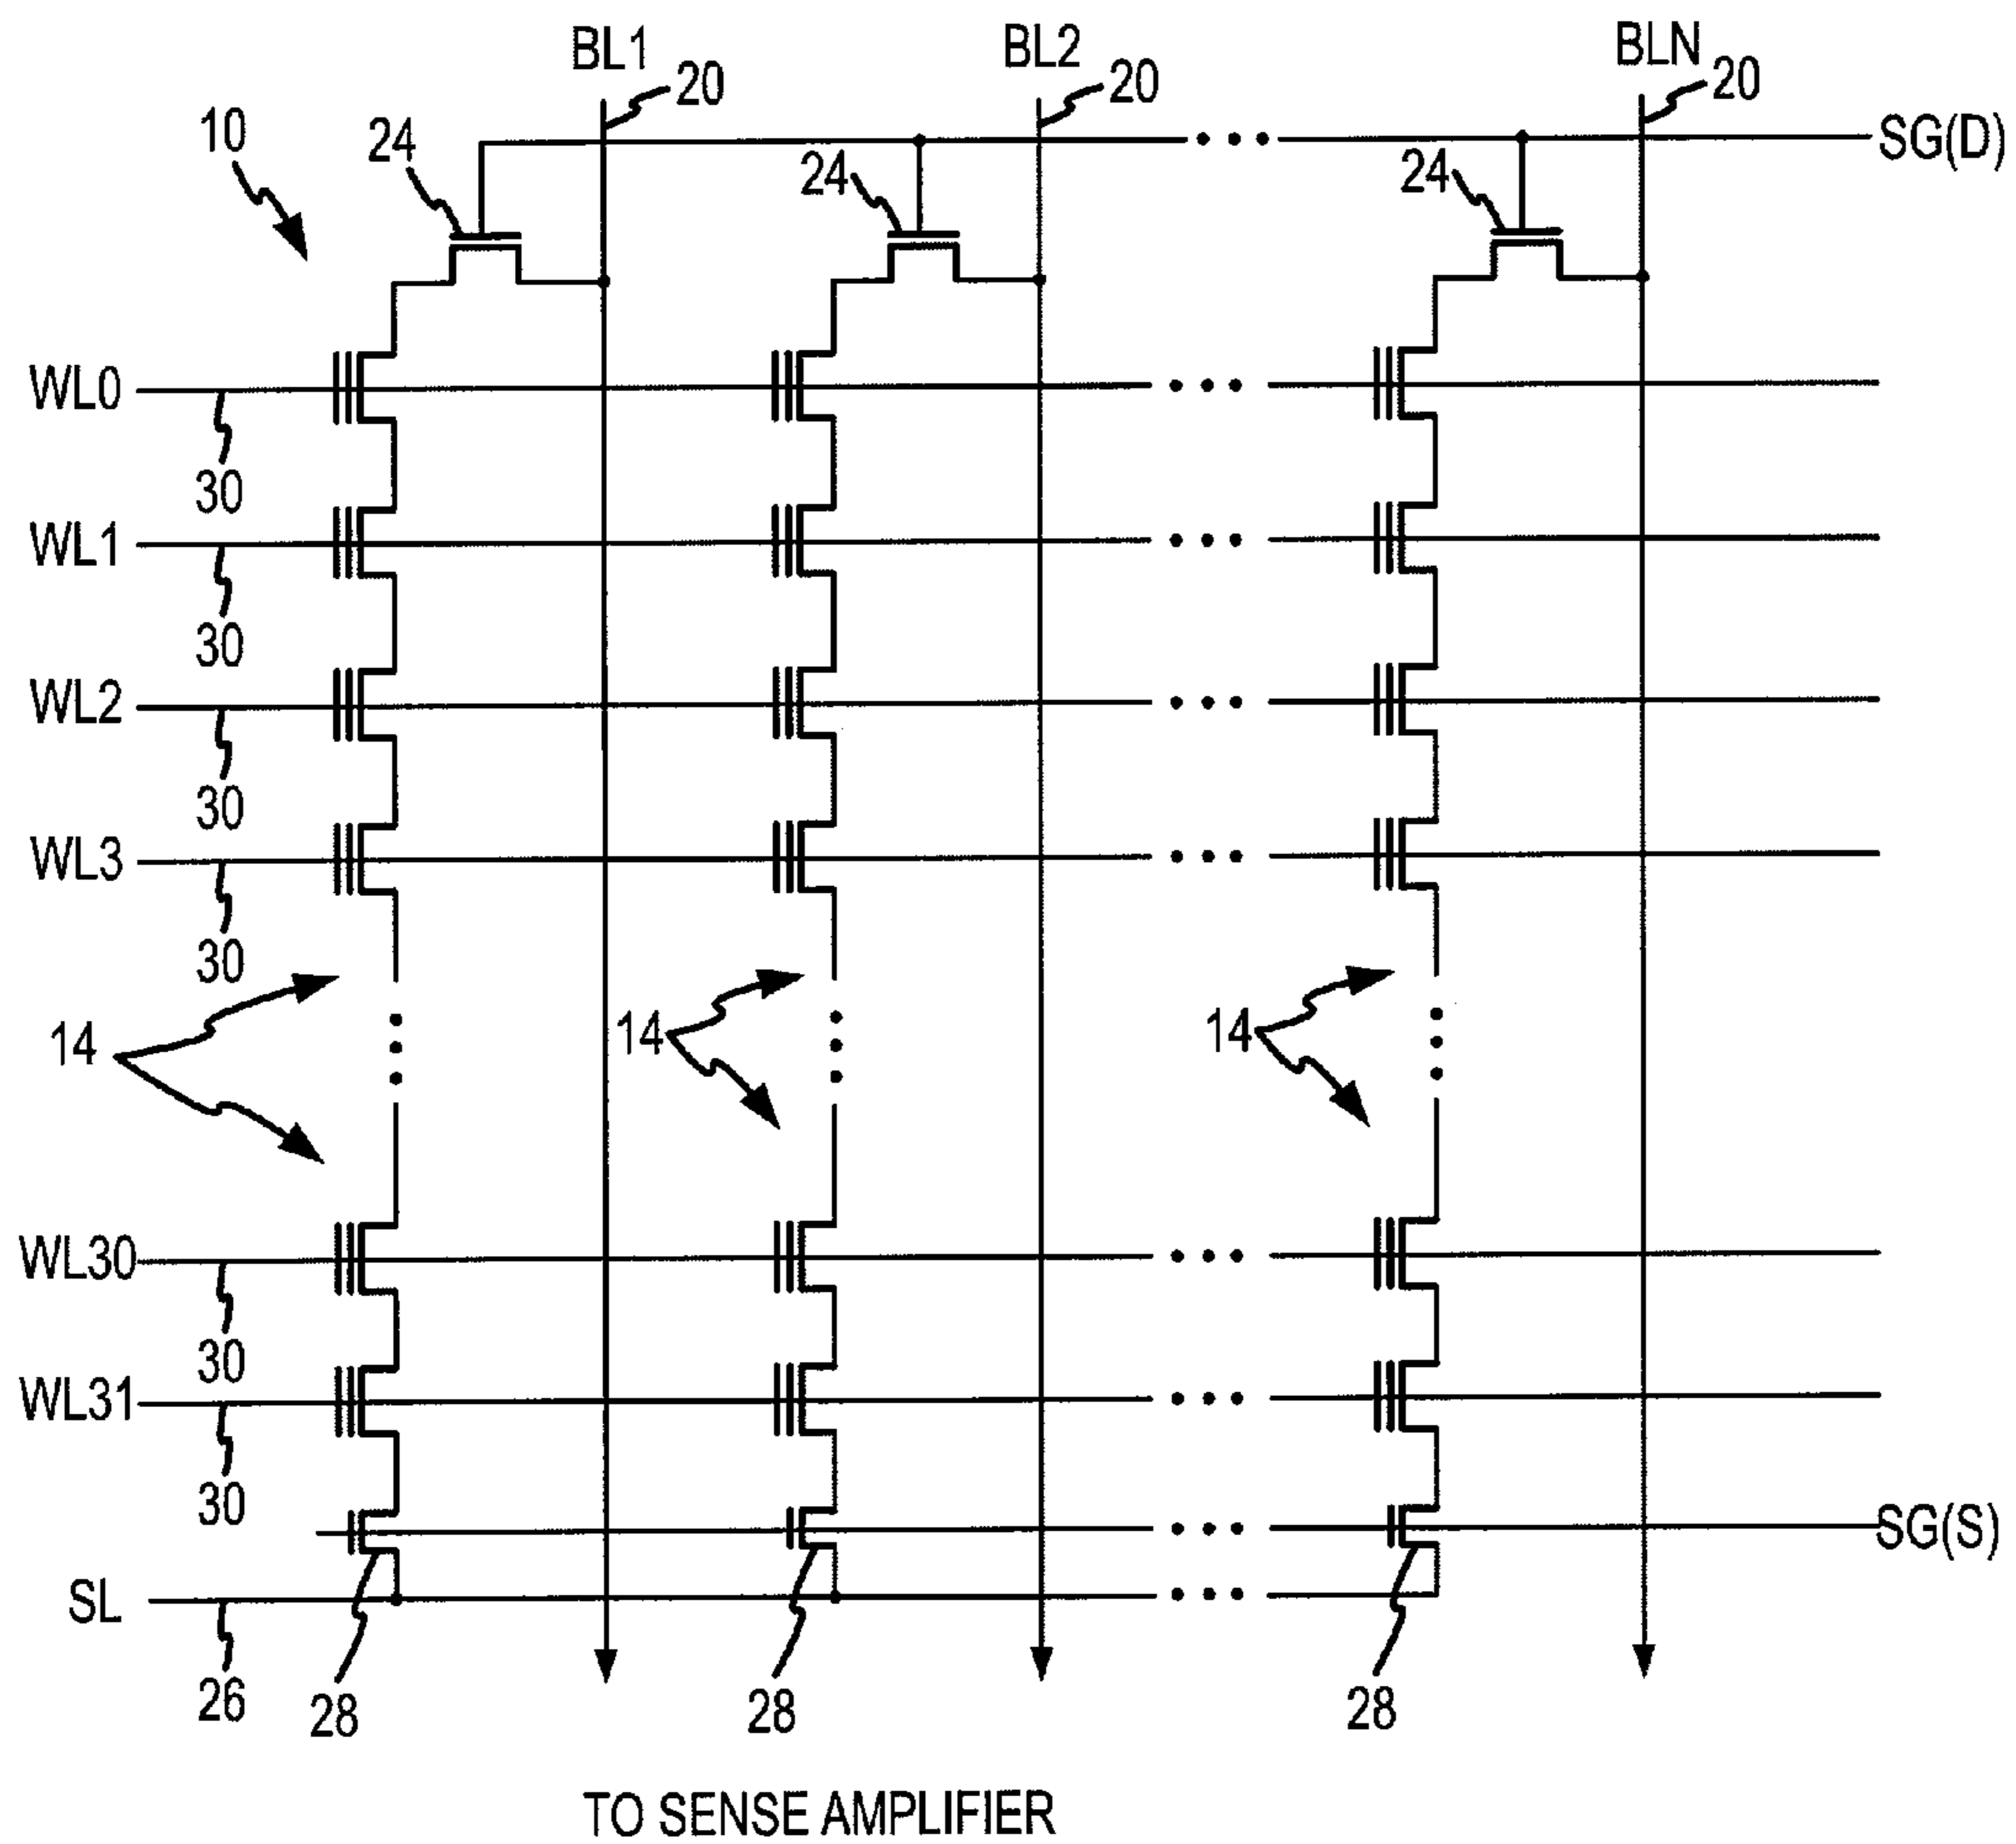 BL1
BL2
BLN
20
20
20
10
24
24
24
SG(D)
WL0
30
WL1
30
WL2
30
WL3
30
14
14
14
WL30
30
WL31
30
SG(S)
SL
26
28
28
28
TO SENSE AMPLIFIER